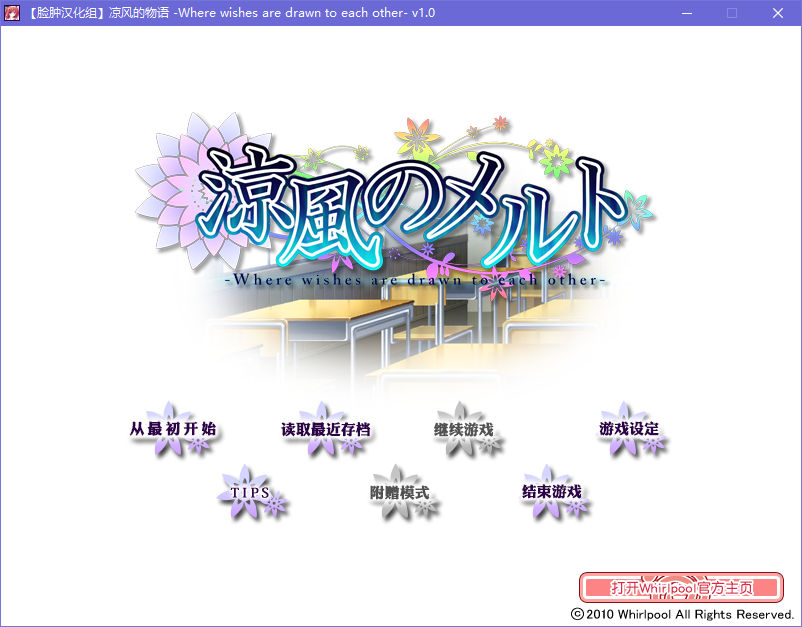 【脸肿汉化组】凉风的物语 -Where wishes are drawn to each other- v1.0
涼風のメルト
-Where wishes are drawn to each other-
从最初开始 读取最近存档 继续游戏 游戏设定
TIPS 附赠模式 结束游戏
打开Whirlpool官方主页
©2010 Whirlpool All Rights Reserved.